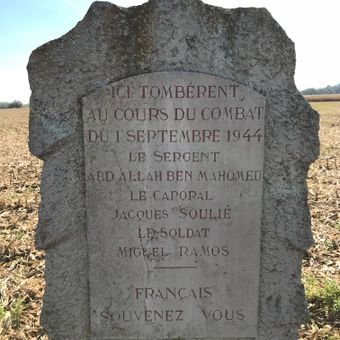 ICI TOMBÉRENT
AU COURS DU COMBAT
DU 1 SEPTEMBRE 1944
LE SERGENT
ABD ALLAH BEN MAHOMED
LE CAPORAL
JACQUES SOULIÉ
LE SOLDAT
MIGUEL RAMOS
FRANÇAIS
SOUVENEZ VOUS